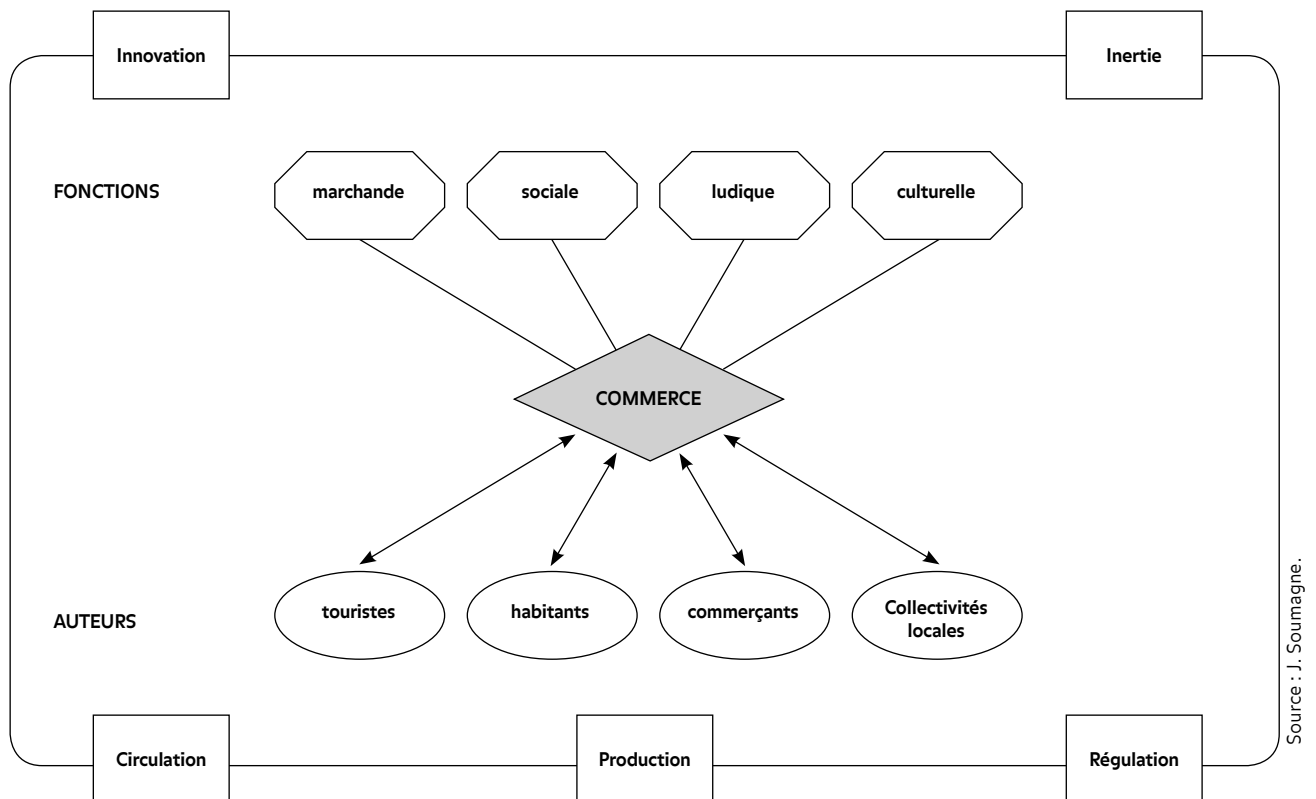 Innovation
Inertie
FONCTIONS
marchande
sociale
ludique
culturelle
COMMERCE
AUTEURS
touristes
habitants
commerçants
Collectivités
locales
Circulation
Production
Régulation
Source : J. Soumagne.